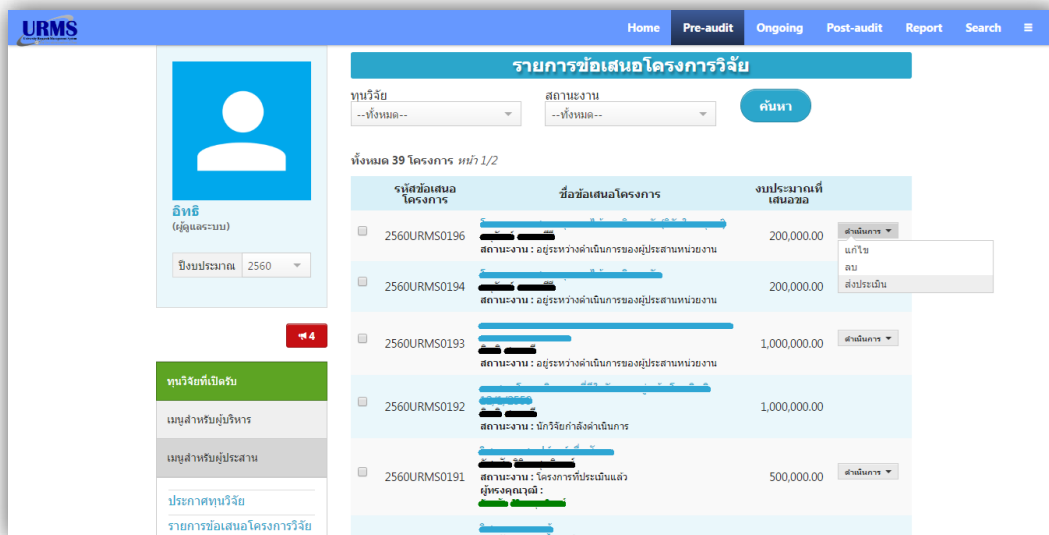 URMS
Home Pre-audit Ongoing Post-audit Report Search
รายการข้อเสนอโครงการวิจัย
ทุนวิจัย สถานะงาน
--ทั้งหมด-- --ทั้งหมด-- ค้นหา
ทั้งหมด 39 โครงการ หน้า 1/2
รหัสข้อเสนอโครงการ ชื่อข้อเสนอโครงการ งบประมาณที่เสนอขอ
2560URMS0196 200,000.00 ดำเนินการ
สถานะงาน : อยู่ระหว่างดำเนินการของผู้ประสานหน่วยงาน
แก้ไข
ลบ
ส่งประเมิน
2560URMS0194 200,000.00
สถานะงาน : อยู่ระหว่างดำเนินการของผู้ประสานหน่วยงาน
2560URMS0193 1,000,000.00 ดำเนินการ
สถานะงาน : อยู่ระหว่างดำเนินการของผู้ประสานหน่วยงาน
2560URMS0192 1,000,000.00
สถานะงาน : นักวิจัยกำลังดำเนินการ
2560URMS0191 500,000.00 ดำเนินการ
สถานะงาน : โครงการที่ประเมินแล้ว
ผู้ทรงคุณวุฒิ :
อิทธิ
(ผู้ดูแลระบบ)
ปีงบประมาณ 2560
4
ทุนวิจัยที่เปิดรับ
เมนูสำหรับผู้บริหาร
เมนูสำหรับผู้ประสาน
ประกาศทุนวิจัย
รายการข้อเสนอโครงการวิจัย